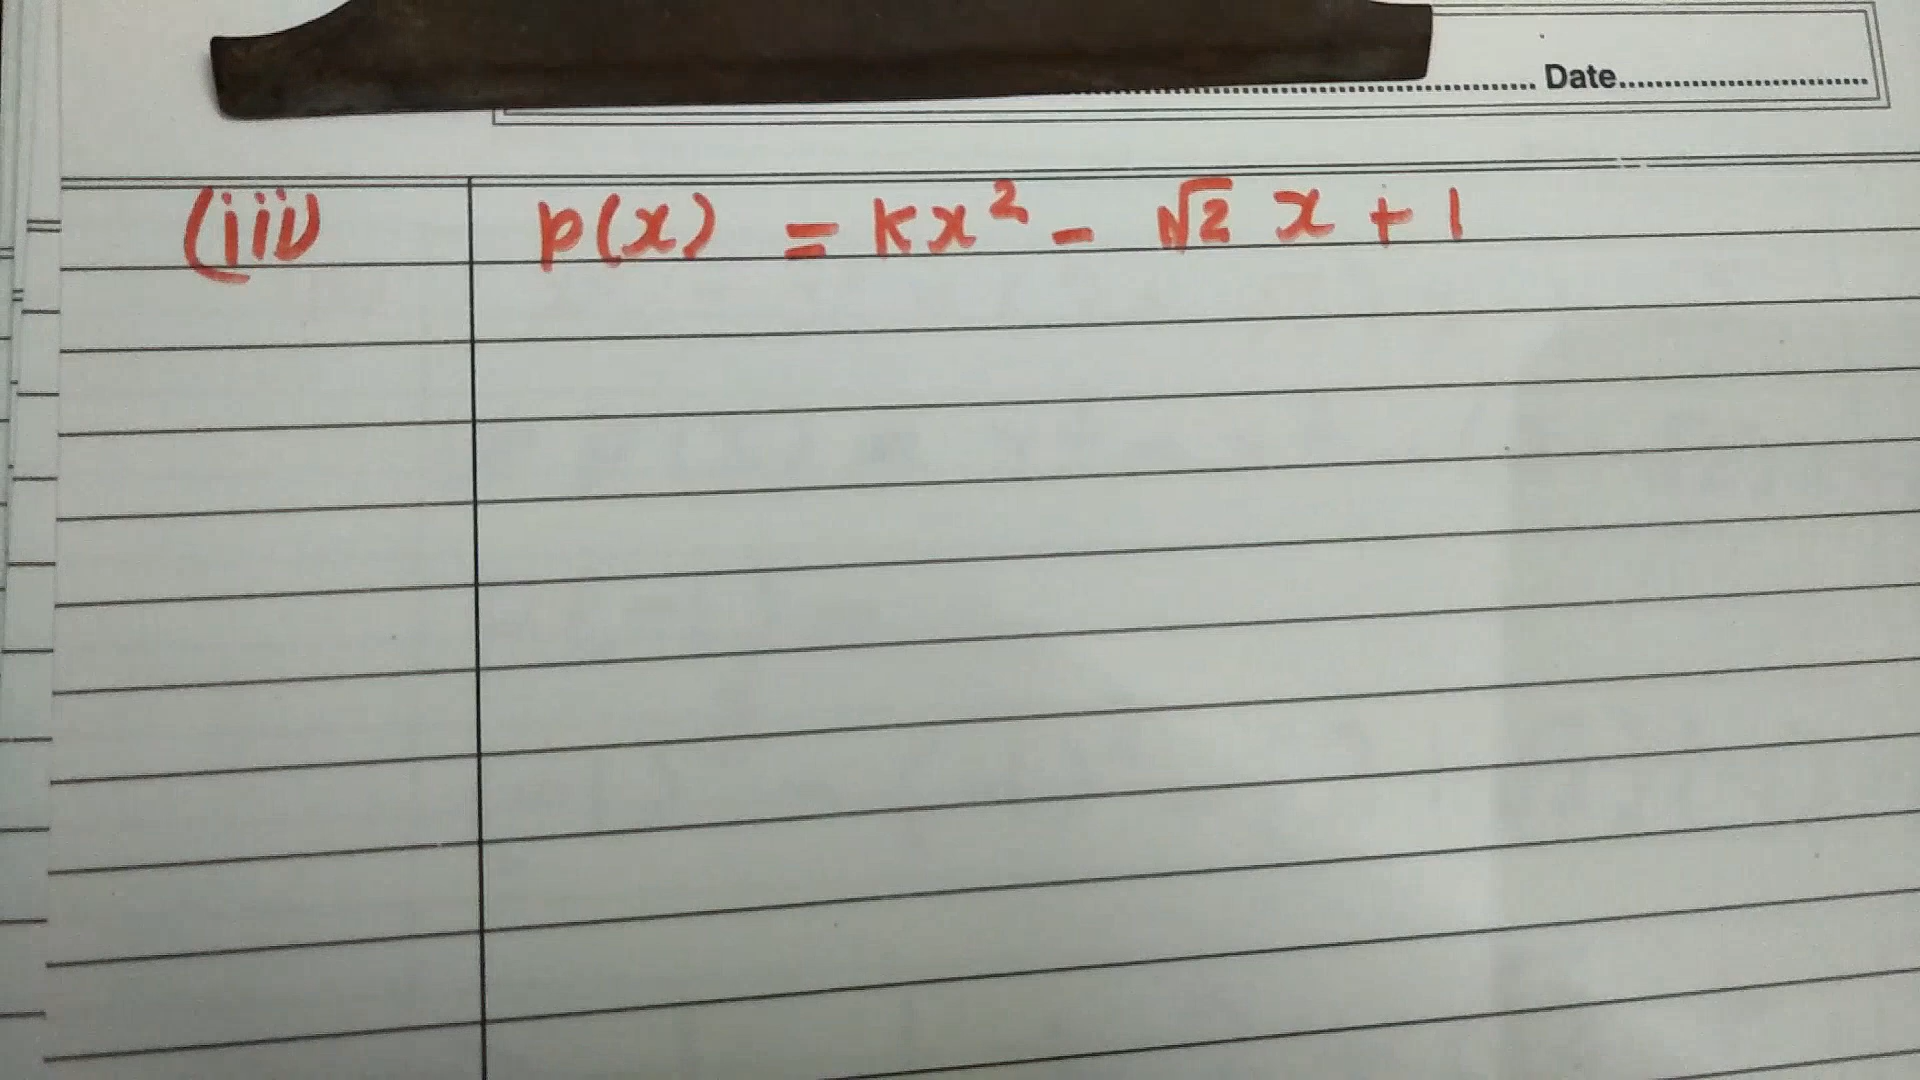 Date
(iii) p(x) = kx² - √2 x + 1